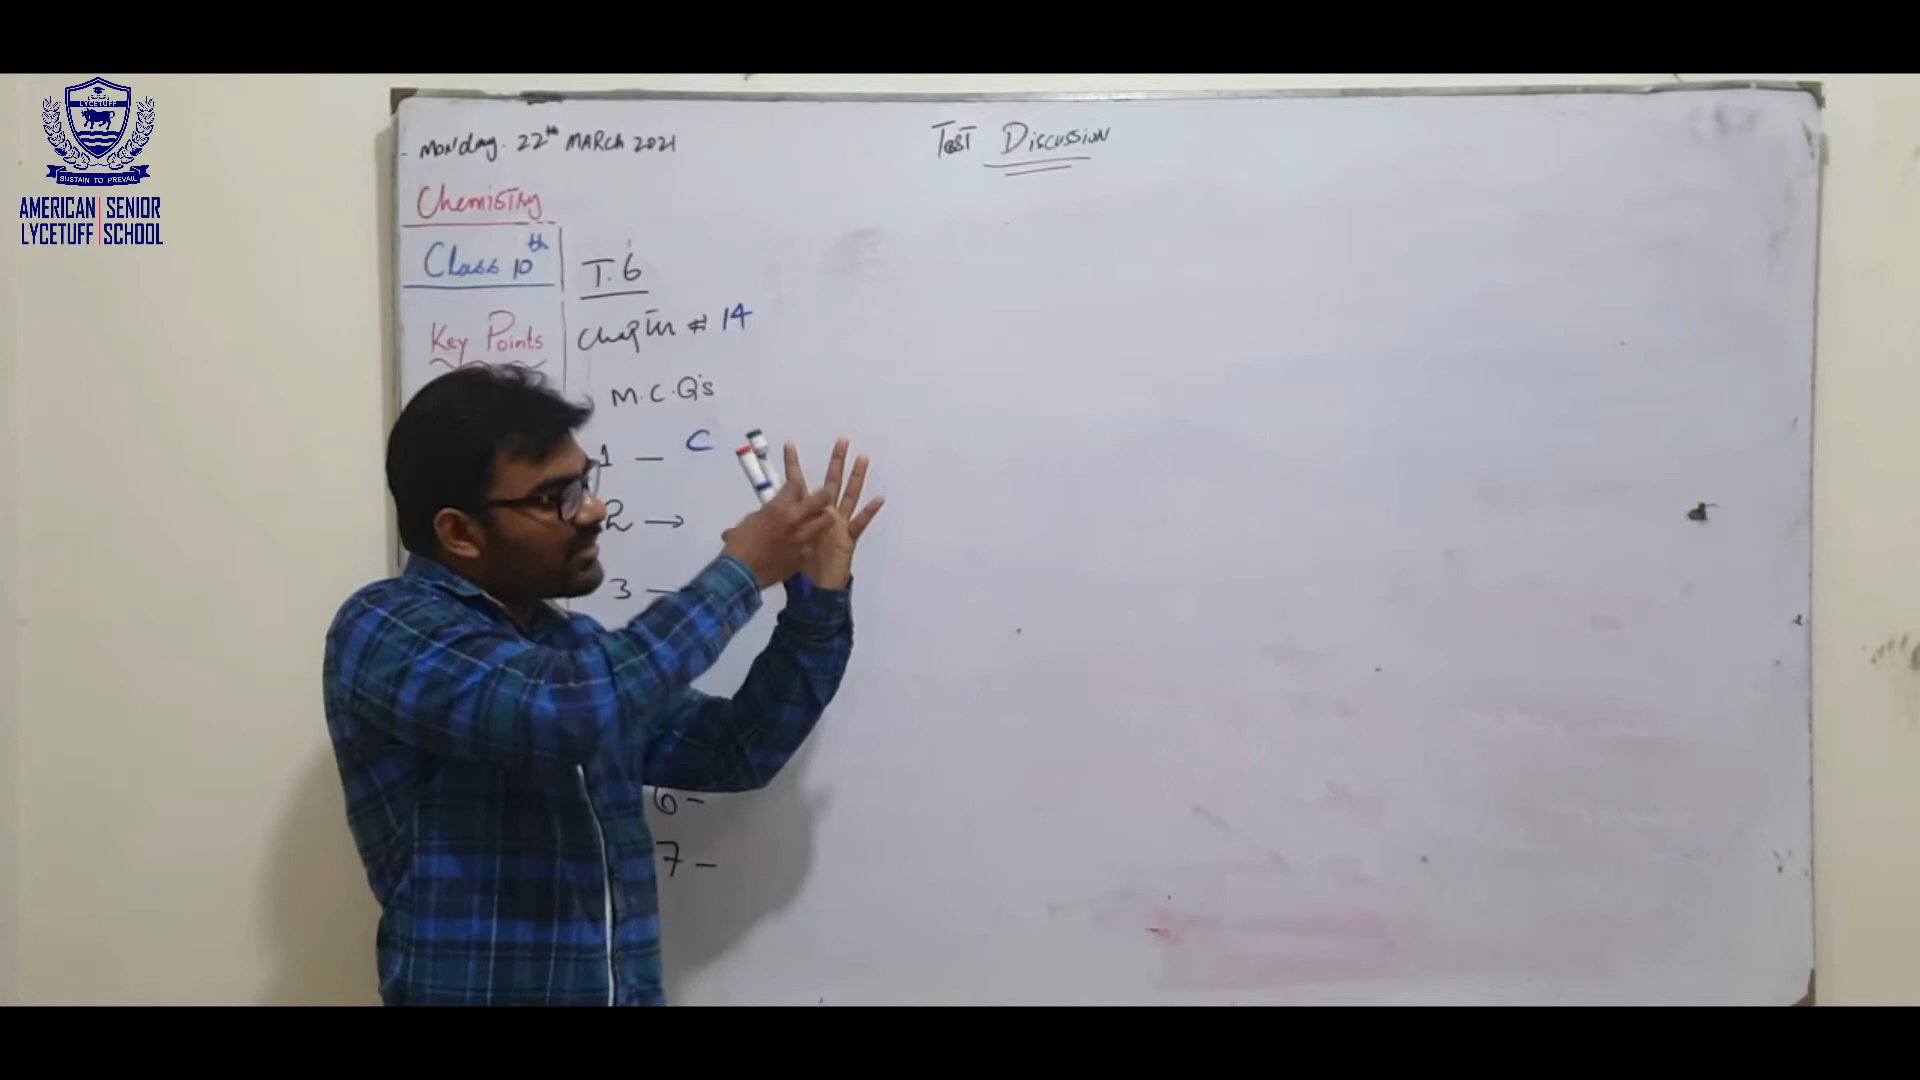 LYCETUFF
SUSTAIN TO PREVAIL
AMERICAN SENIOR
LYCETUFF SCHOOL
Monday. 22th MARCH 2021
Test Discussion
Chemistry
Class 10th
T.6
Key Points
Chapter # 14
M.C.Q's
1 — C
2 →
3 —
6 –
7 –